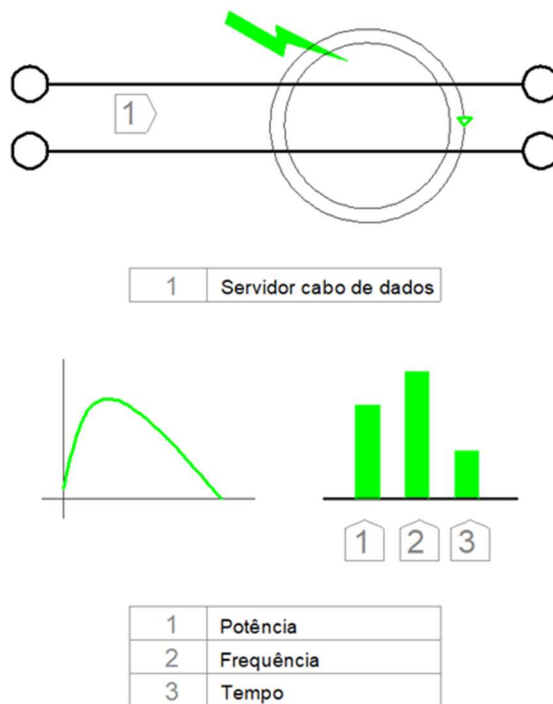 1
1 Servidor cabo de dados
1 2 3
1 Potência
2 Frequência
3 Tempo